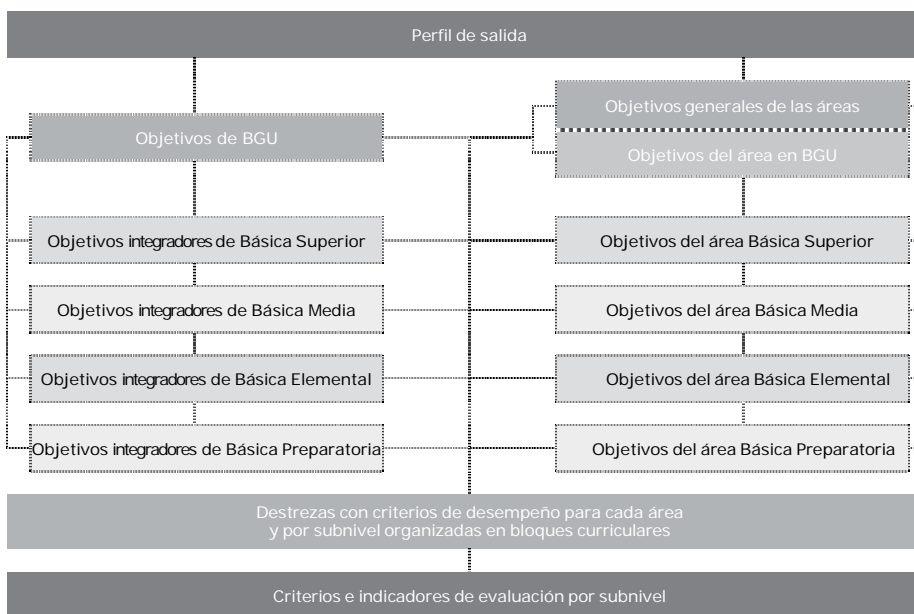 Perfil de salida
Objetivos generales de las áreas
Objetivos de BGU
Objetivos del área en BGU
Objetivos integradores de Básica Superior
Objetivos del área Básica Superior
Objetivos integradores de Básica Media
Objetivos del área Básica Media
Objetivos integradores de Básica Elemental
Objetivos del área Básica Elemental
Objetivos integradores de Básica Preparatoria
Objetivos del área Básica Preparatoria
Destrezas con criterios de desempeño para cada área
y por subnivel organizadas en bloques curriculares
Criterios e indicadores de evaluación por subnivel